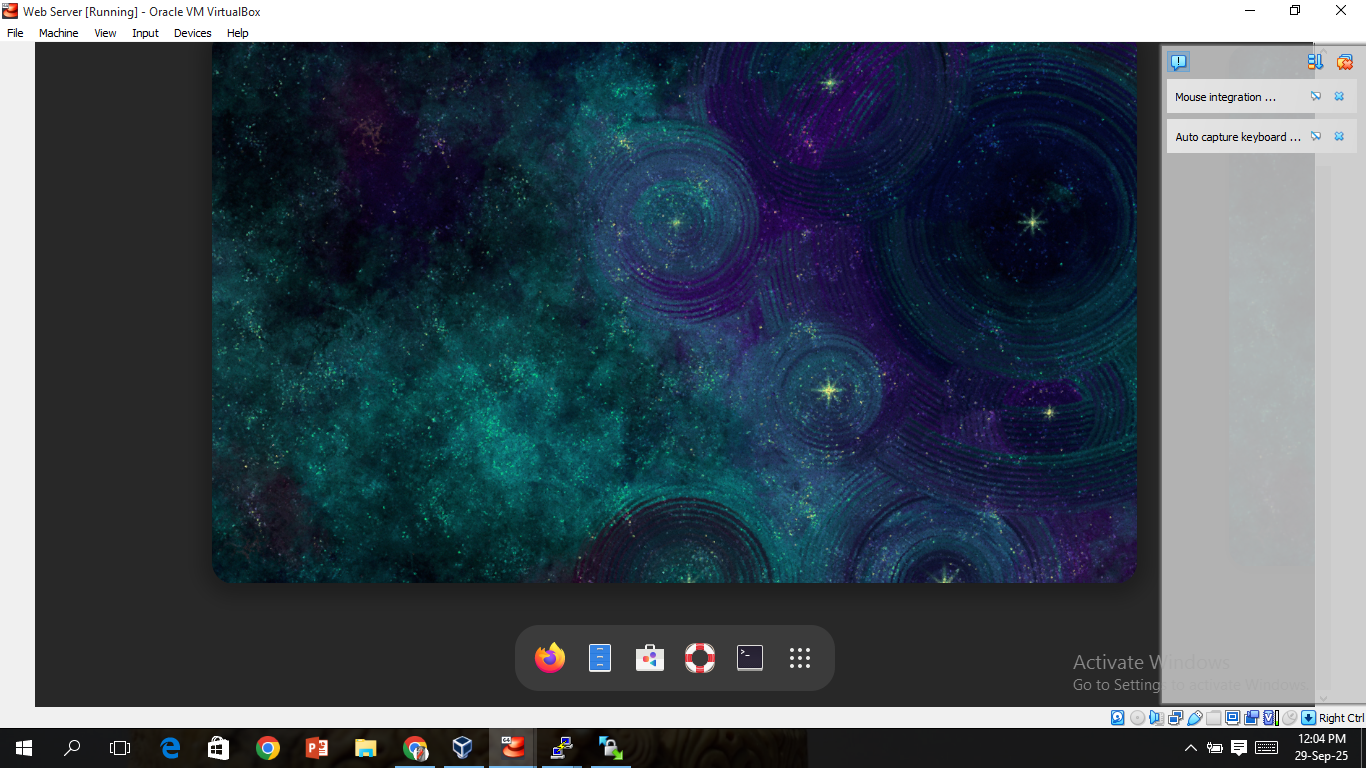 Web Server [Running] - Oracle VM VirtualBox
File Machine View Input Devices Help
Mouse integration ...
Auto capture keyboard ...
Activate Windows
Go to Settings to activate Windows.
Right Ctrl
12:04 PM
29-Sep-25